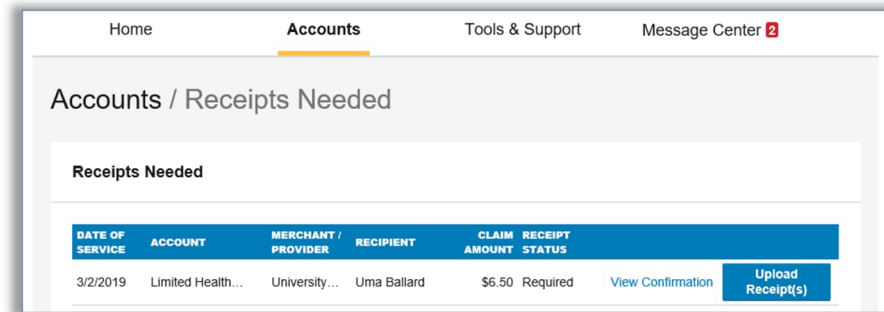 Home Accounts Tools & Support Message Center 2
Accounts / Receipts Needed
Receipts Needed
DATE OF SERVICE ACCOUNT MERCHANT / PROVIDER RECIPIENT CLAIM AMOUNT RECEIPT STATUS
3/2/2019 Limited Health... University... Uma Ballard $6.50 Required View Confirmation Upload Receipt(s)